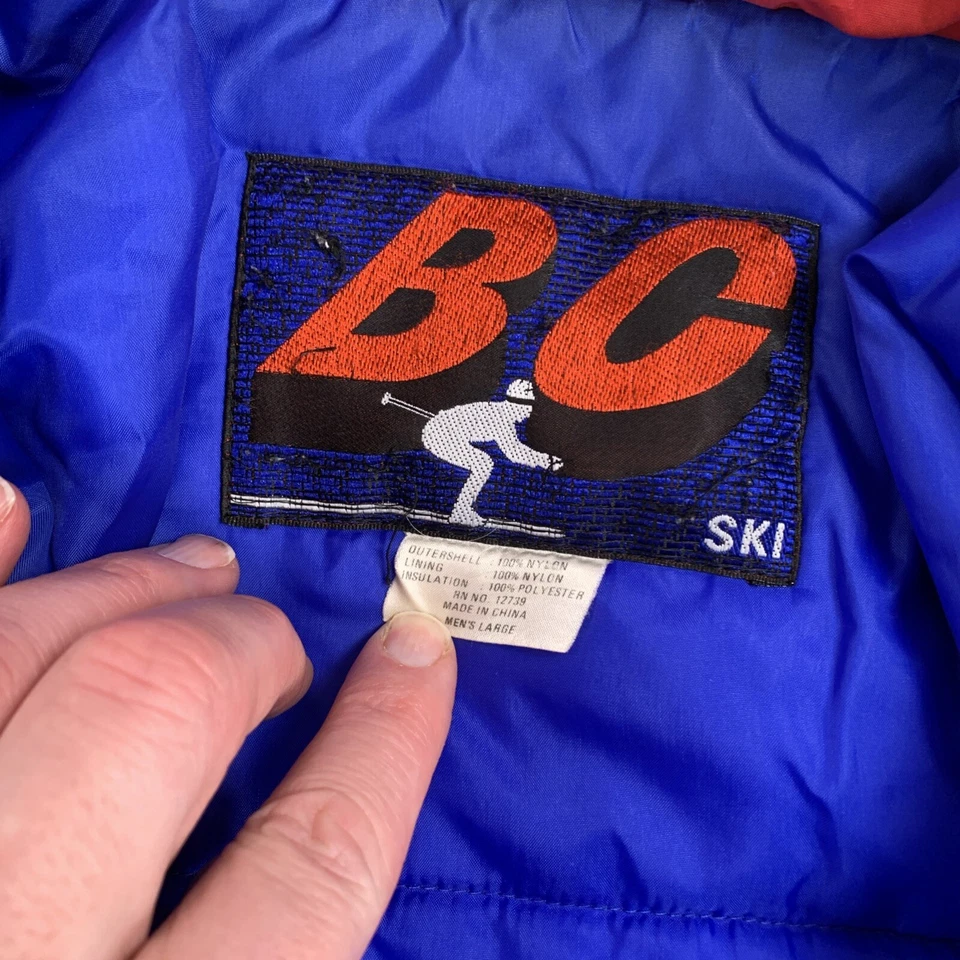 BC
SKI
OUTERSHELL . 100% NYLON
LINING . 100% NYLON
INSULATION . 100% POLYESTER
RN NO. 12739
MADE IN CHINA
MEN'S LARGE